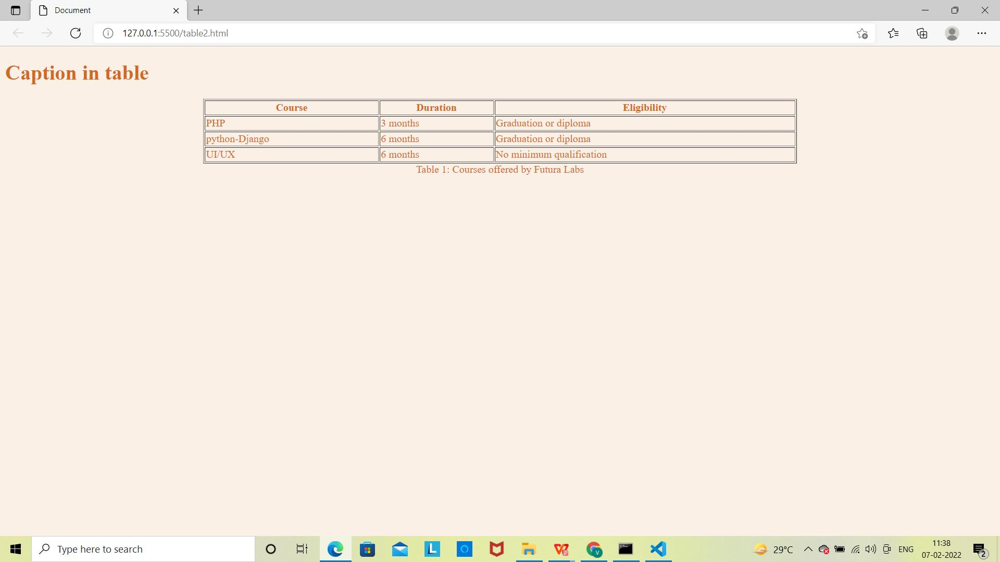 Document
127.0.0.1:5500/table2.html
Caption in table
Course Duration Eligibility
PHP 3 months Graduation or diploma
python-Django 6 months Graduation or diploma
UI/UX 6 months No minimum qualification
Table 1: Courses offered by Futura Labs
Type here to search
29°C
ENG
11:38
07-02-2022
2